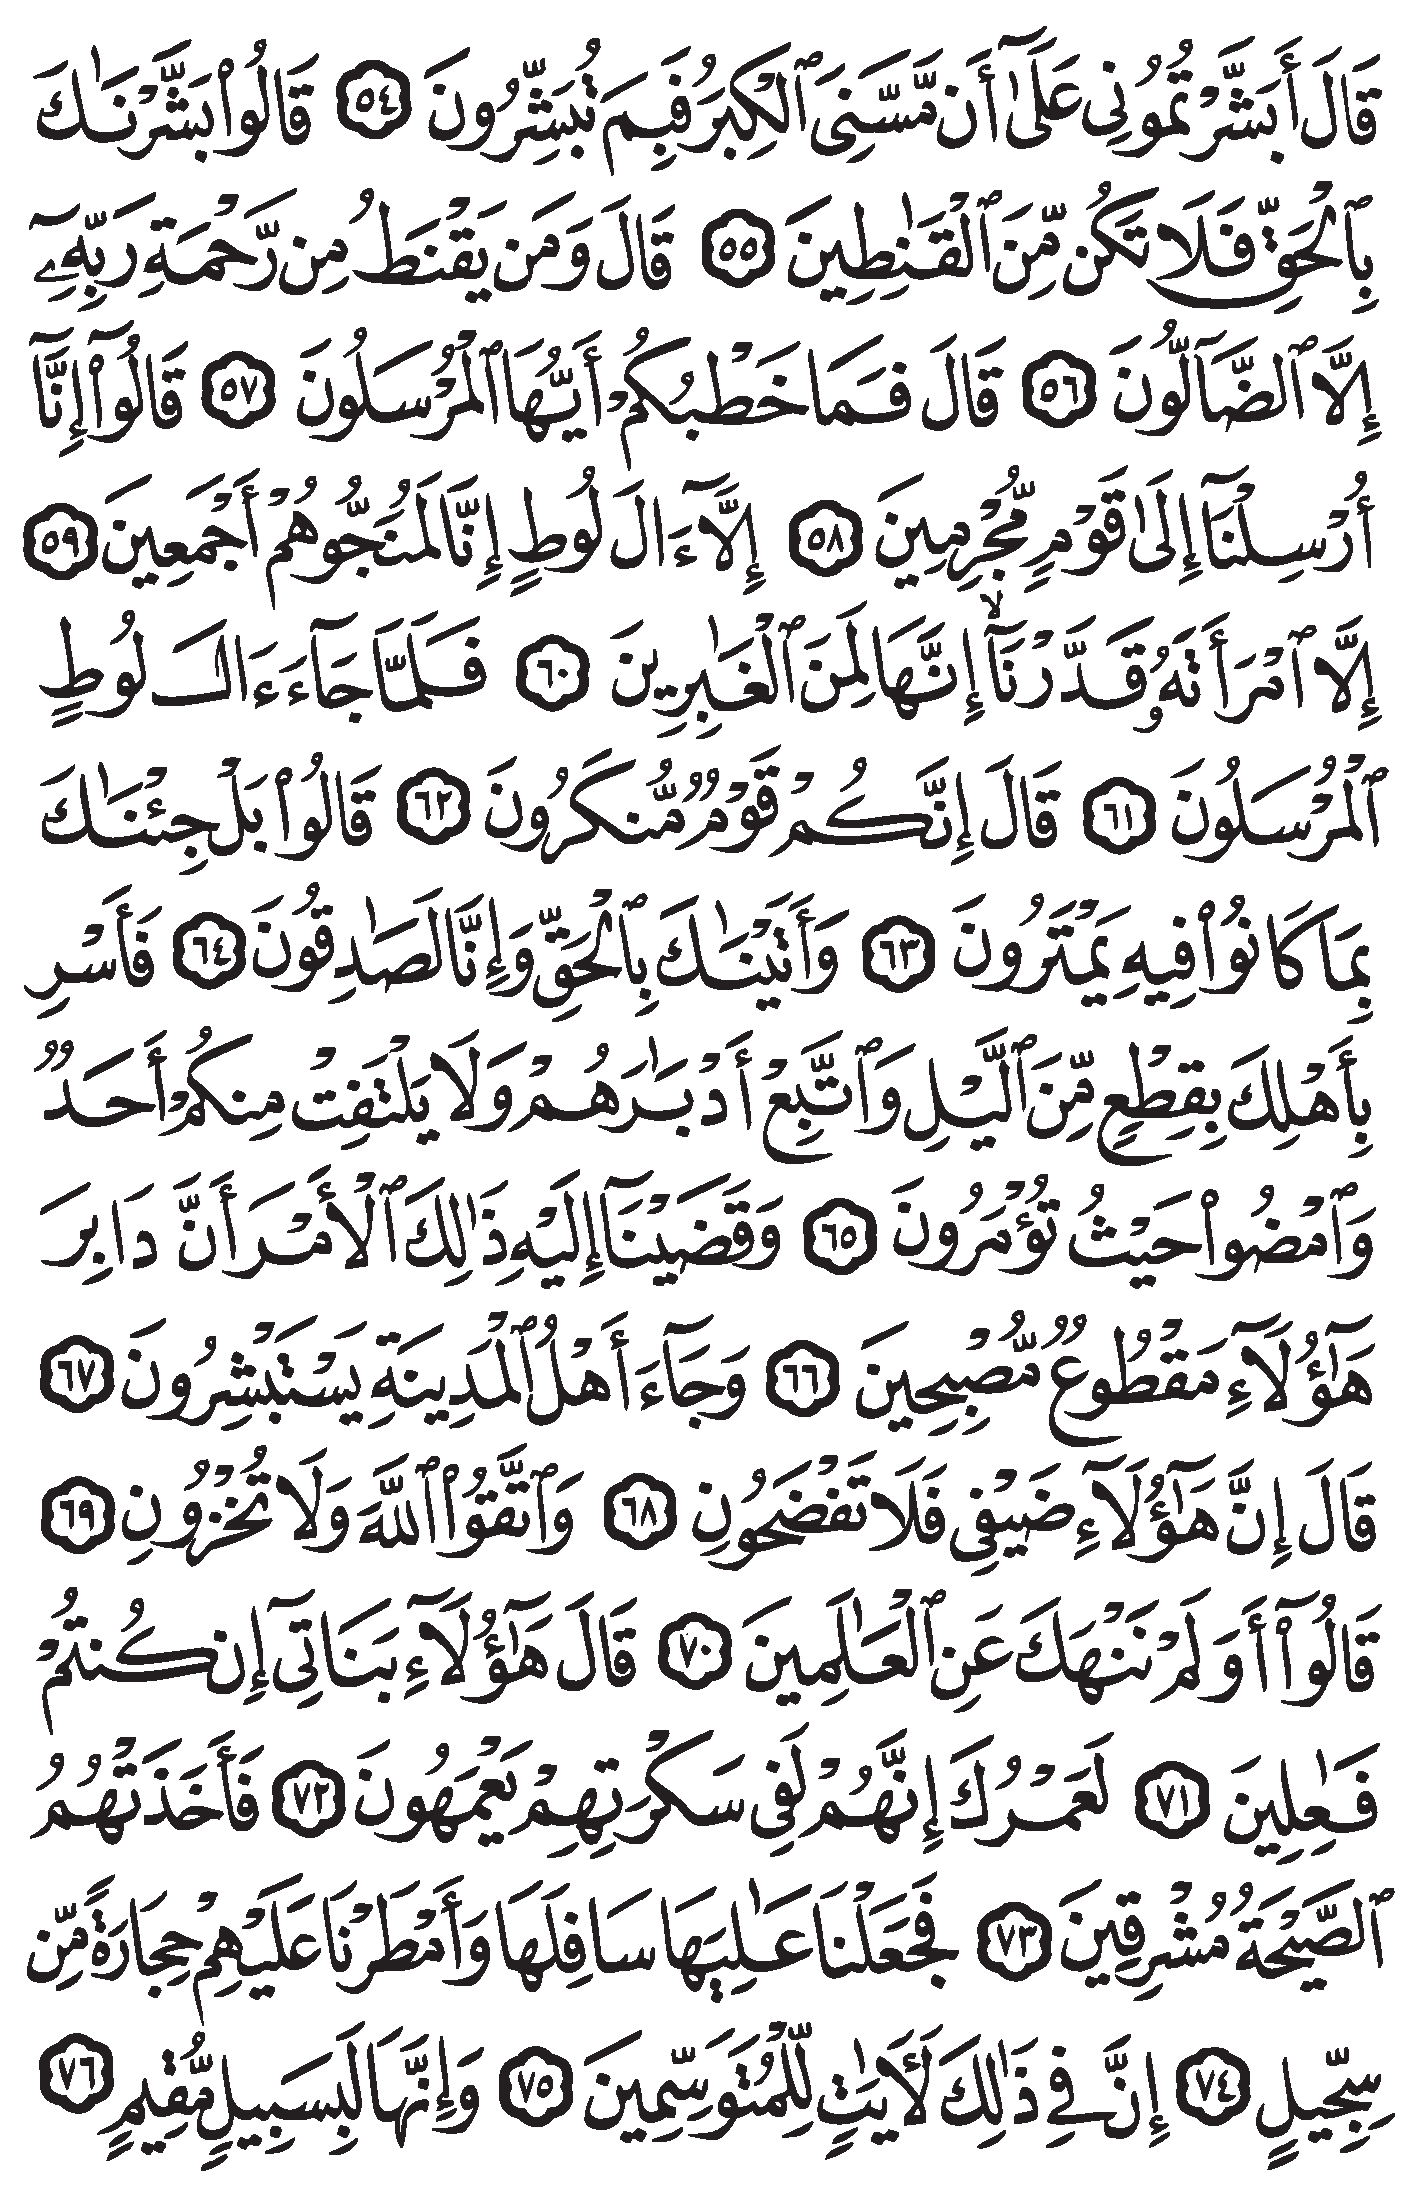 قَالَ أَبَشَّرْتُمُونِى عَلَىٰٓ أَن مَّسَّنِىَ ٱلْكِبَرُ فَبِمَ تُبَشِّرُونَ ٥٤ قَالُوا۟ بَشَّرْنَـٰكَ
بِٱلْحَقِّ فَلَا تَكُن مِّنَ ٱلْقَـٰنِطِينَ ٥٥ قَالَ وَمَن يَقْنَطُ مِن رَّحْمَةِ رَبِّهِۦٓ
إِلَّا ٱلضَّآلُّونَ ٥٦ قَالَ فَمَا خَطْبُكُمْ أَيُّهَا ٱلْمُرْسَلُونَ ٥٧ قَالُوٓا۟ إِنَّآ
أُرْسِلْنَآ إِلَىٰ قَوْمٍ مُّجْرِمِينَ ٥٨ إِلَّآ ءَالَ لُوطٍ إِنَّا لَمُنَجُّوهُمْ أَجْمَعِينَ ٥٩
إِلَّا ٱمْرَأَتَهُۥ قَدَّرْنَآ ۙ إِنَّهَا لَمِنَ ٱلْغَـٰبِرِينَ ٦٠ فَلَمَّا جَآءَ ءَالَ لُوطٍ
ٱلْمُرْسَلُونَ ٦١ قَالَ إِنَّكُمْ قَوْمٌ مُّنكَرُونَ ٦٢ قَالُوا۟ بَلْ جِئْنَـٰكَ
بِمَا كَانُوا۟ فِيهِ يَمْتَرُونَ ٦٣ وَأَتَيْنَـٰكَ بِٱلْحَقِّ وَإِنَّا لَصَـٰدِقُونَ ٦٤ فَأَسْرِ
بِأَهْلِكَ بِقِطْعٍ مِّنَ ٱلَّيْلِ وَٱتَّبِعْ أَدْبَـٰرَهُمْ وَلَا يَلْتَفِتْ مِنكُمْ أَحَدٌ
وَٱمْضُوا۟ حَيْثُ تُؤْمَرُونَ ٦٥ وَقَضَيْنَآ إِلَيْهِ ذَٰلِكَ ٱلْأَمْرَ أَنَّ دَابِرَ
هَـٰٓؤُلَآءِ مَقْطُوعٌ مُّصْبِحِينَ ٦٦ وَجَآءَ أَهْلُ ٱلْمَدِينَةِ يَسْتَبْشِرُونَ ٦٧
قَالَ إِنَّ هَـٰٓؤُلَآءِ ضَيْفِى فَلَا تَفْضَحُونِ ٦٨ وَٱتَّقُوا۟ ٱللَّهَ وَلَا تُخْزُونِ ٦٩
قَالُوٓا۟ أَوَلَمْ نَنْهَكَ عَنِ ٱلْعَـٰلَمِينَ ٧٠ قَالَ هَـٰٓؤُلَآءِ بَنَاتِىٓ إِن كُنتُمْ
فَـٰعِلِينَ ٧١ لَعَمْرُكَ إِنَّهُمْ لَفِى سَكْرَتِهِمْ يَعْمَهُونَ ٧٢ فَأَخَذَتْهُمُ
ٱلصَّيْحَةُ مُشْرِقِينَ ٧٣ فَجَعَلْنَا عَـٰلِيَهَا سَافِلَهَا وَأَمْطَرْنَا عَلَيْهِمْ حِجَارَةً مِّن
سِجِّيلٍ ٧٤ إِنَّ فِى ذَٰلِكَ لَـَٔايَـٰتٍ لِّلْمُتَوَسِّمِينَ ٧٥ وَإِنَّهَا لَبِسَبِيلٍ مُّقِيمٍ ٧٦